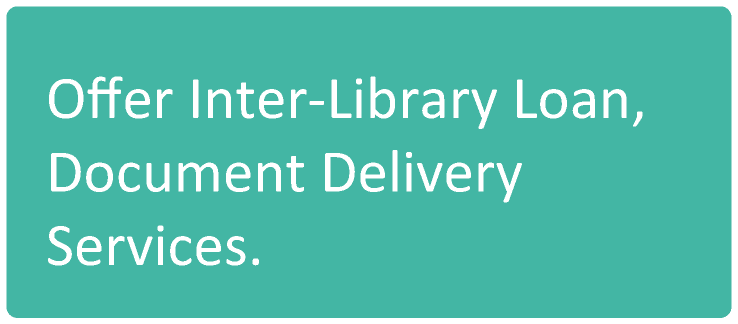 Offer Inter-Library Loan,
Document Delivery
Services.